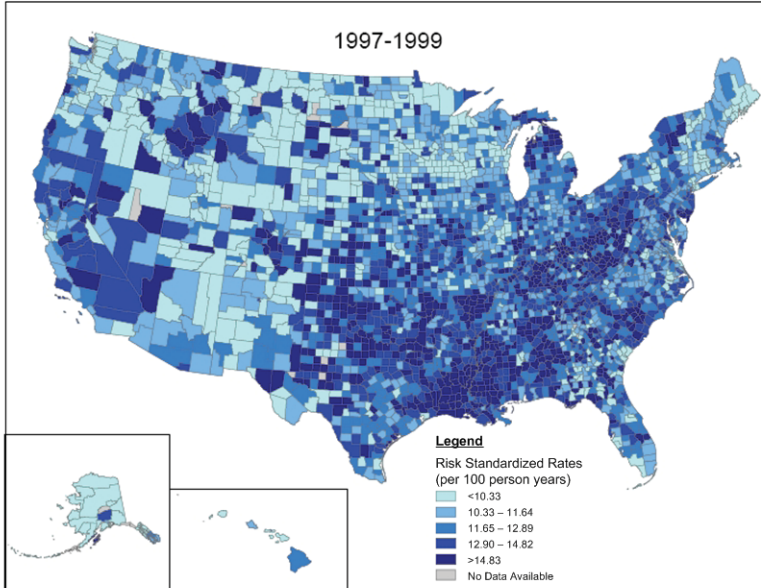 1997-1999
Legend
Risk Standardized Rates
(per 100 person years)
<10.33
10.33 – 11.64
11.65 – 12.89
12.90 – 14.82
>14.83
No Data Available